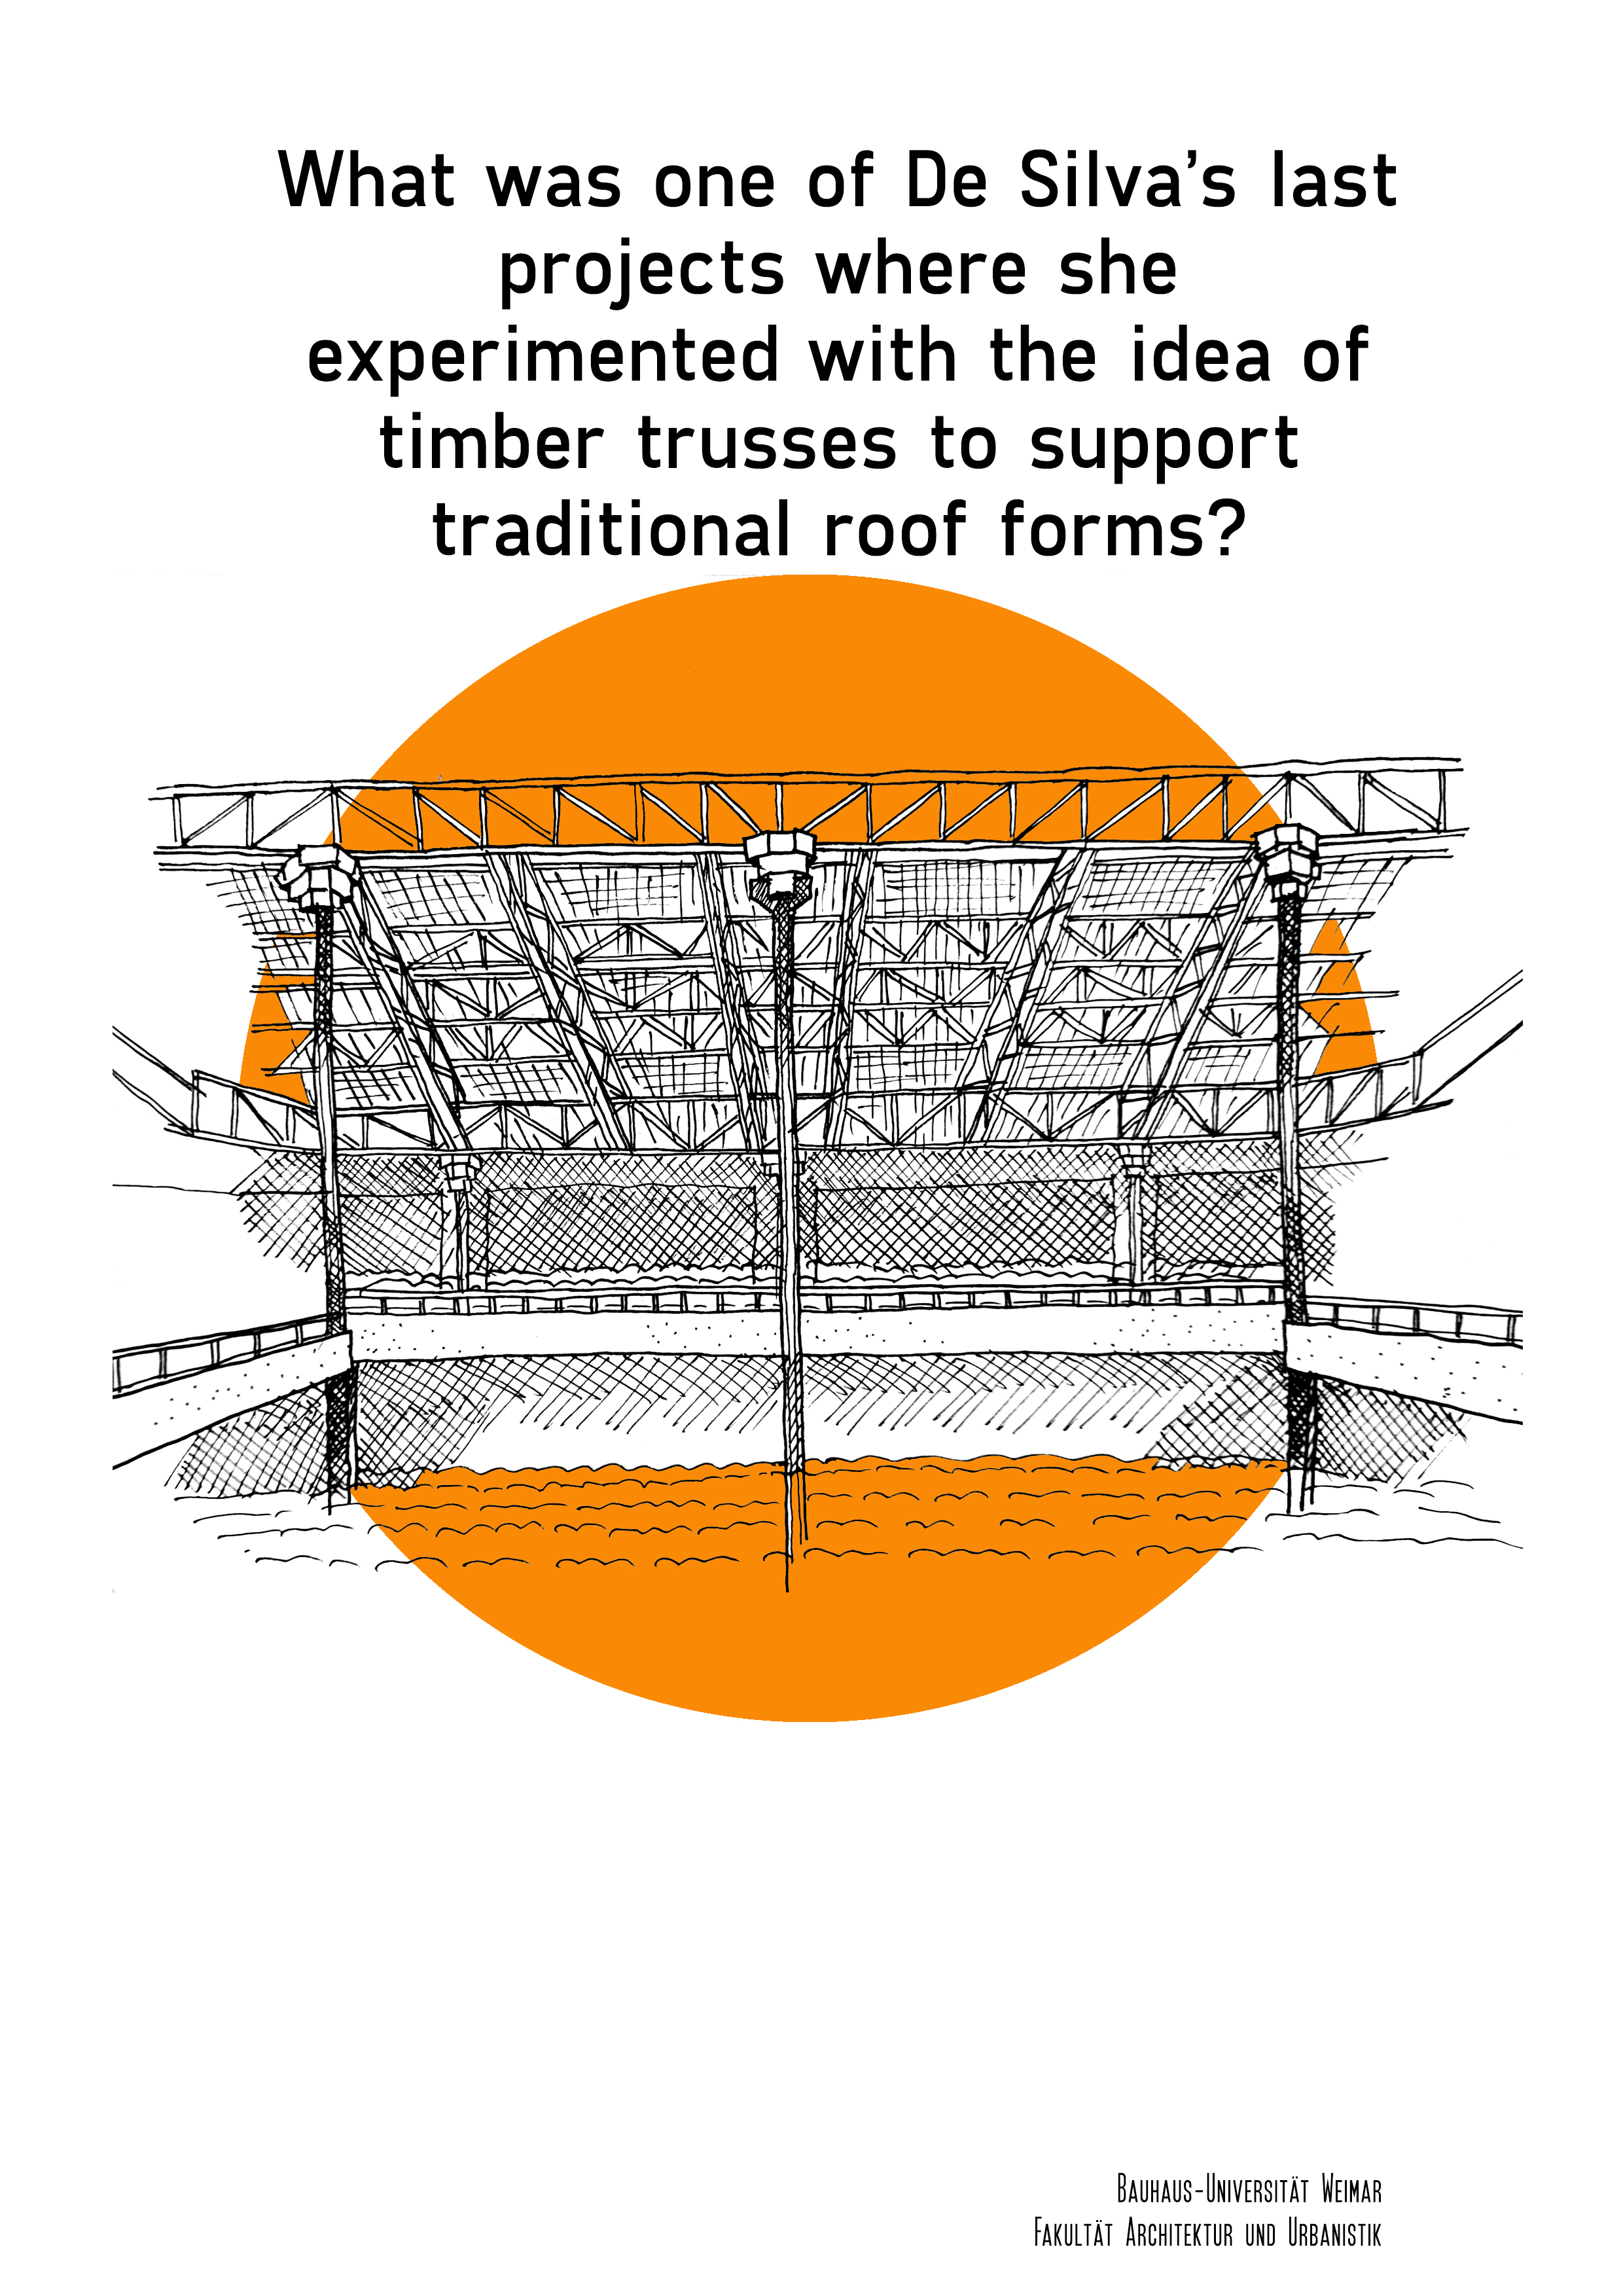 What was one of De Silva’s last
projects where she
experimented with the idea of
timber trusses to support
traditional roof forms?
Bauhaus-Universität Weimar
Fakultät Architektur und Urbanistik